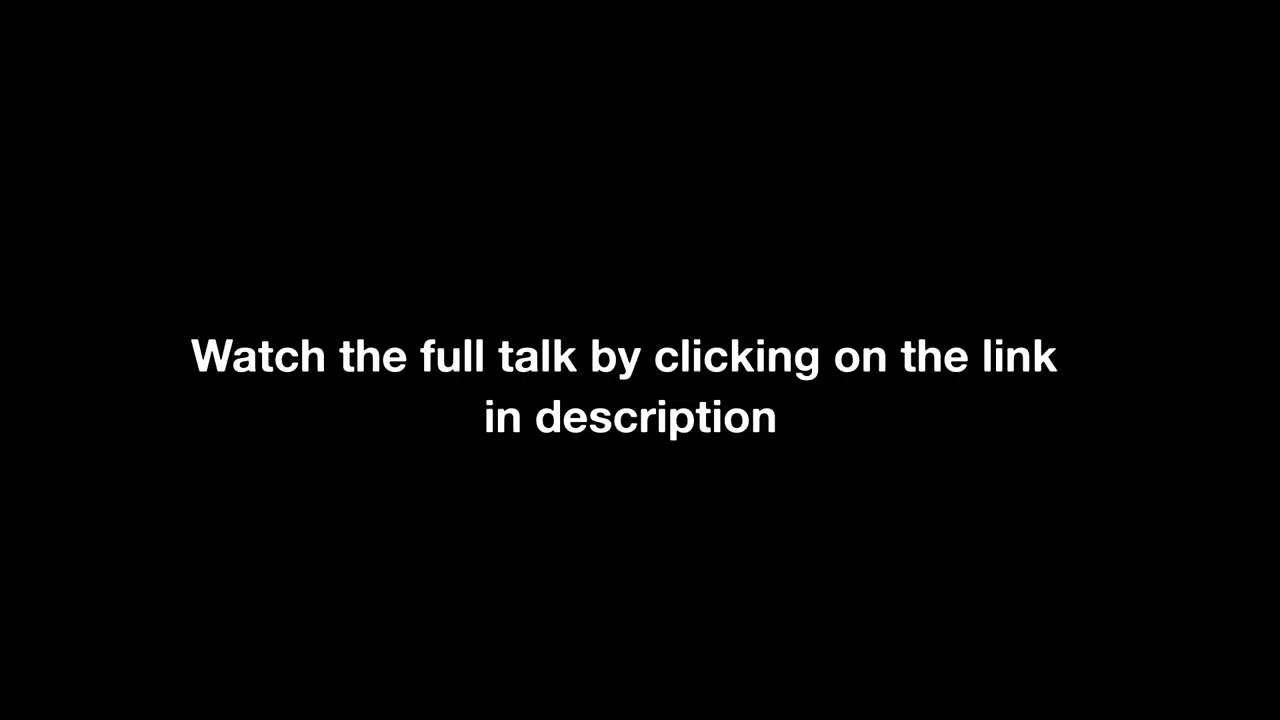 Watch the full talk by clicking on the link
in description